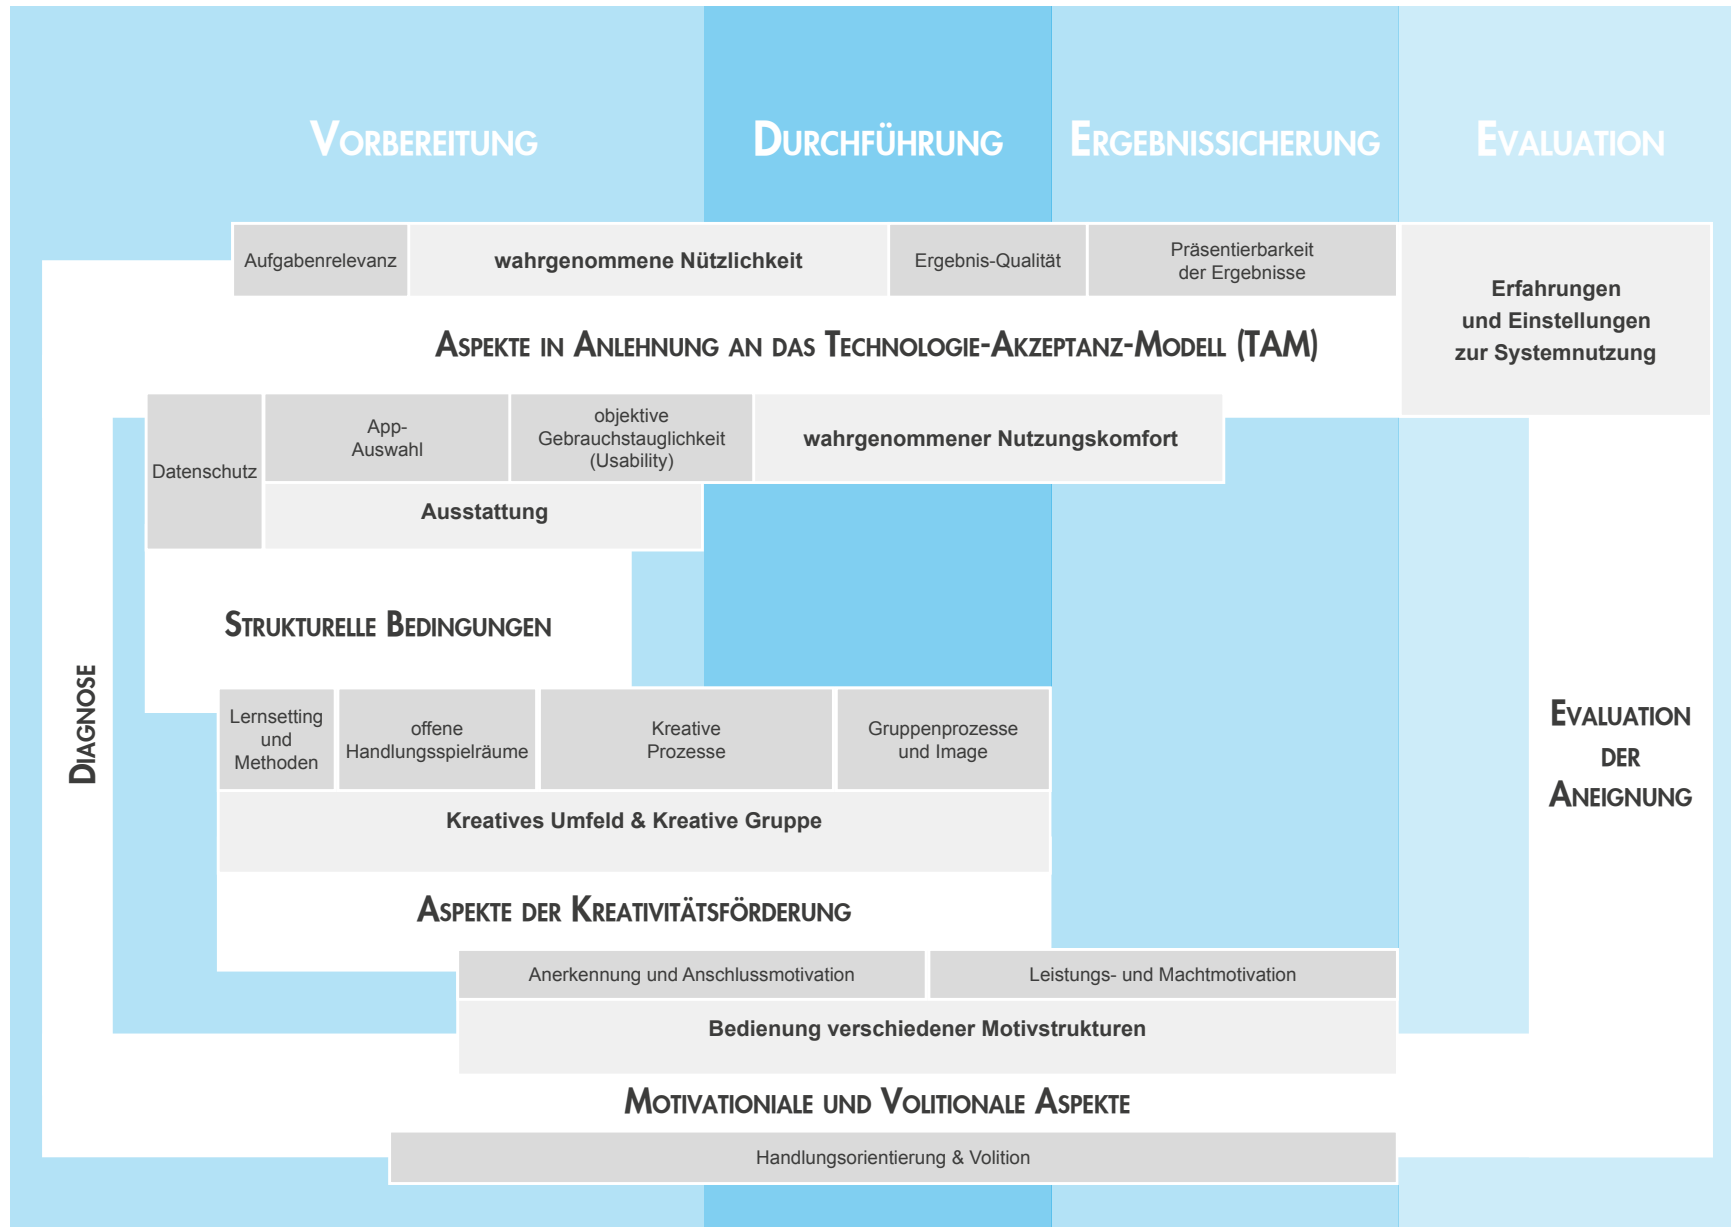 Vorbereitung
Durchführung
Ergebnissicherung
Evaluation
Aufgabenrelevanz
wahrgenommene Nützlichkeit
Ergebnis-Qualität
Präsentierbarkeit
der Ergebnisse
Erfahrungen
und Einstellungen
zur Systemnutzung
Aspekte in Anlehnung an das Technologie-Akzeptanz-Modell (TAM)
Datenschutz
App-
Auswahl
objektive
Gebrauchstauglichkeit
(Usability)
wahrgenommener Nutzungskomfort
Ausstattung
Strukturelle Bedingungen
Diagnose
Lernsetting
und
Methoden
offene
Handlungsspielräume
Kreative
Prozesse
Gruppenprozesse
und Image
Kreatives Umfeld & Kreative Gruppe
Evaluation
der
Aneignung
Aspekte der Kreativitätsförderung
Anerkennung und Anschlussmotivation
Leistungs- und Machtmotivation
Bedienung verschiedener Motivstrukturen
Motivationiale und Volitionale Aspekte
Handlungsorientierung & Volition